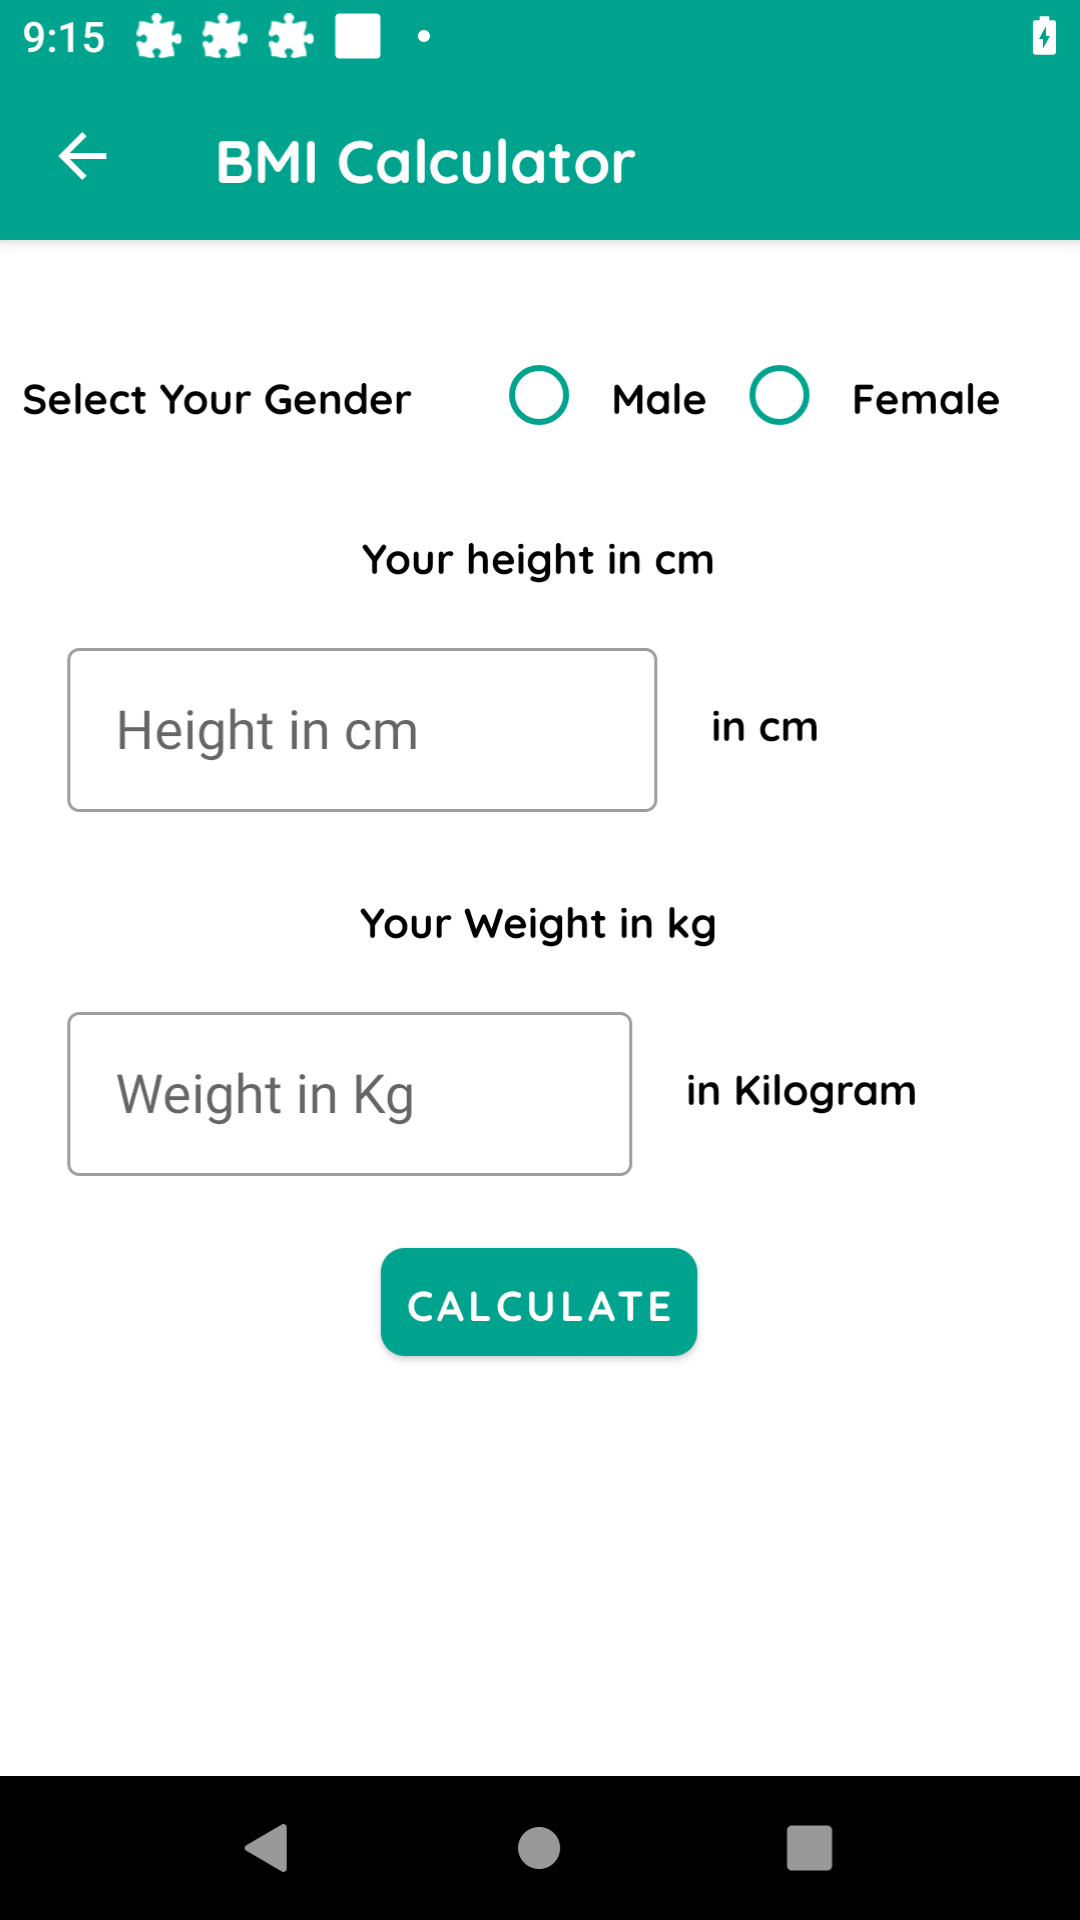 9:15
BMI Calculator
Select Your Gender Male Female
Your height in cm
Height in cm in cm
Your Weight in kg
Weight in Kg in Kilogram
CALCULATE